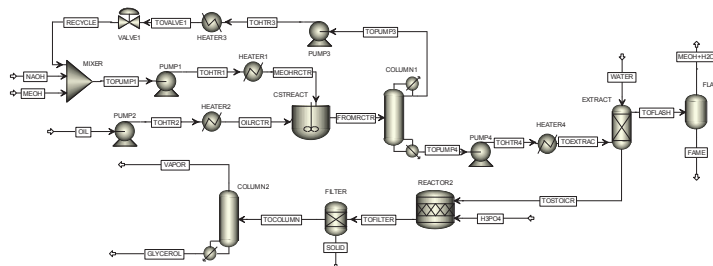 RECYCLE
TOVALVE1
TOHTR3
TOPUMP3
VALVE1
HEATER3
PUMP3
MIXER
NAOH
MEOH
TOPUMP1
PUMP1
TOHTR1
HEATER1
MEOHRCTR
CSTREACT
COLUMN1
OIL
PUMP2
TOHTR2
HEATER2
OILRCTR
FROMRCTR
TOPUMP4
PUMP4
TOHTR4
HEATER4
TOEXTRAC
WATER
EXTRACT
TOFLASH
MEOH+H2O
FLA
FAME
VAPOR
COLUMN2
GLYCEROL
TOCOLUMN
FILTER
SOLID
TOFILTER
REACTOR2
TOSTOICR
H3PO4